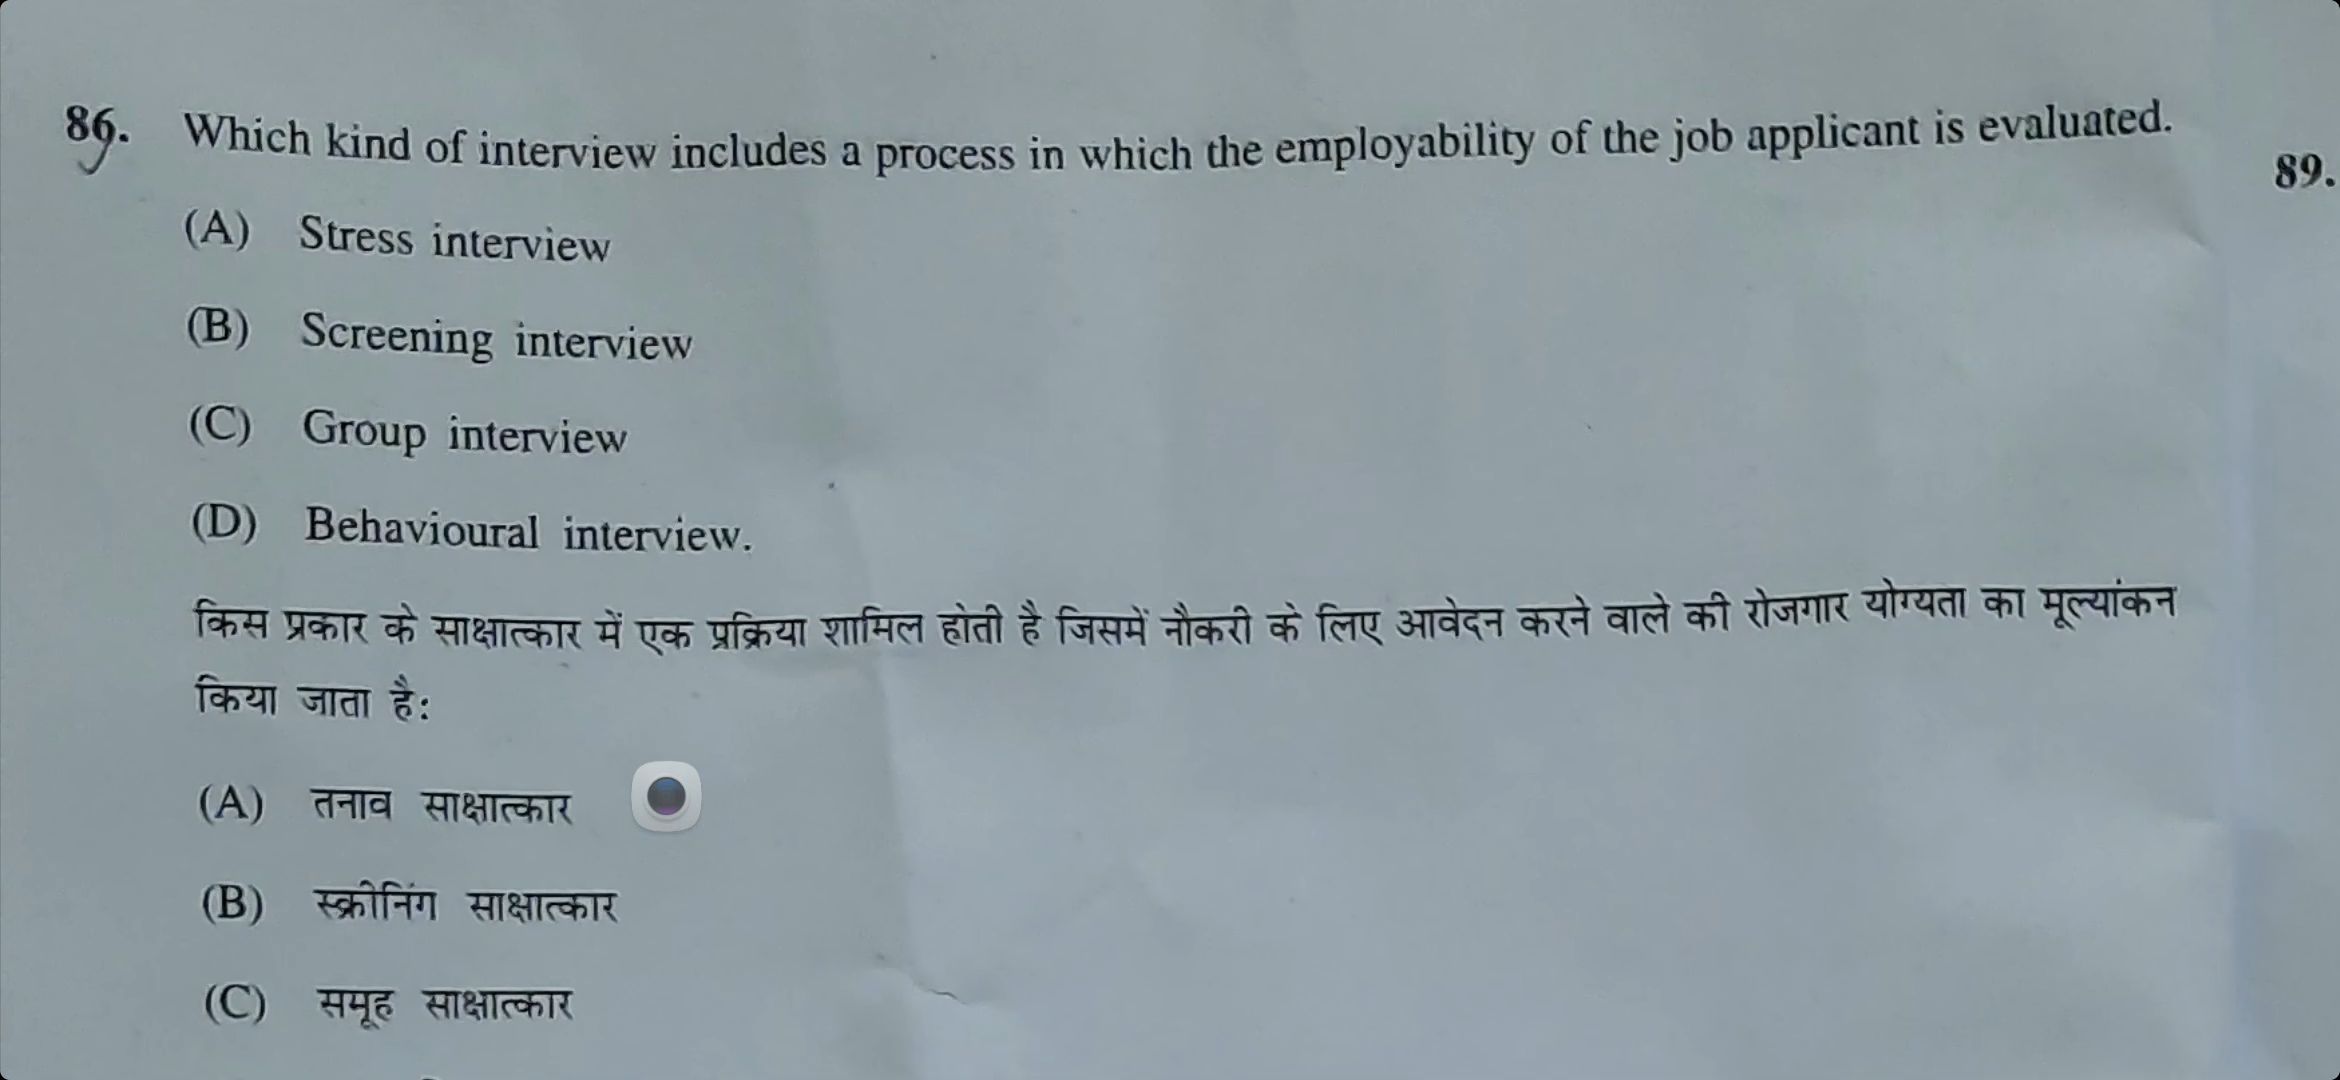 86. Which kind of interview includes a process in which the employability of the job applicant is evaluated.
89.
(A) Stress interview
(B) Screening interview
(C) Group interview
(D) Behavioural interview.
किस प्रकार के साक्षात्कार में एक प्रक्रिया शामिल होती है जिसमें नौकरी के लिए आवेदन करने वाले की रोजगार योग्यता का मूल्यांकन
किया जाता है:
(A) तनाव साक्षात्कार
(B) स्क्रीनिंग साक्षात्कार
(C) समूह साक्षात्कार